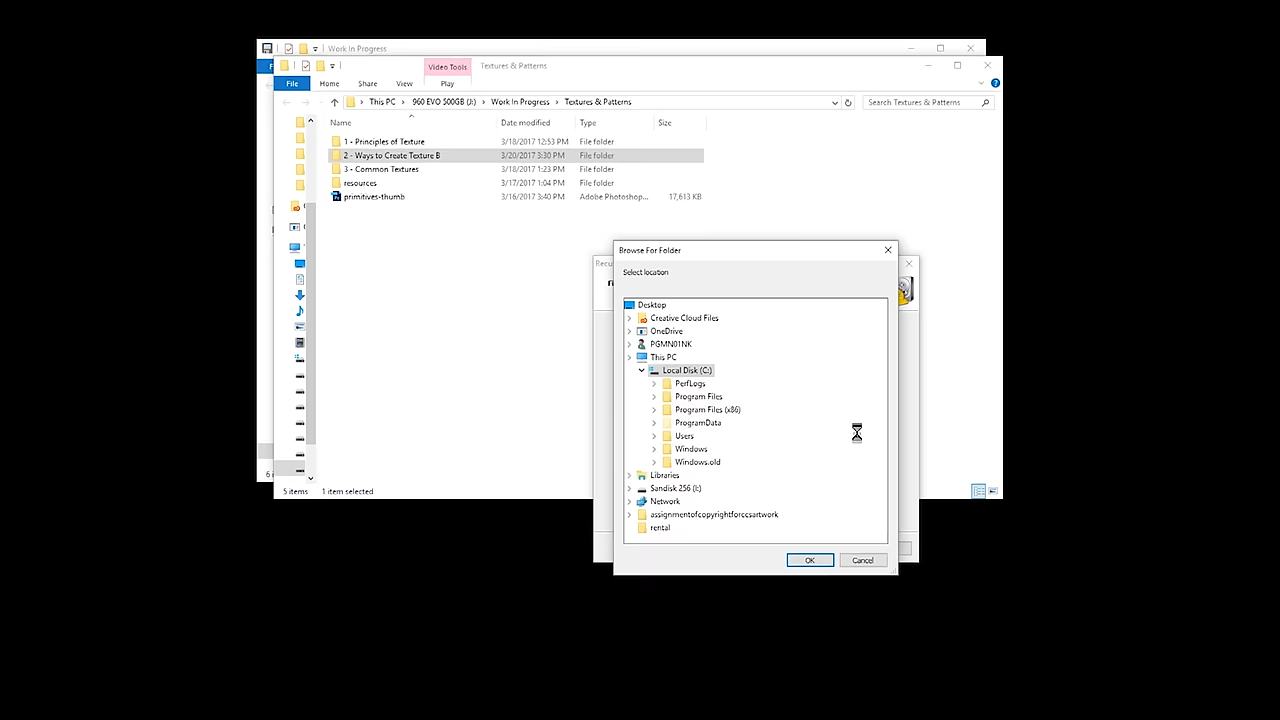 Work In Progress
Video Tools
Textures & Patterns
File
Home
Share
View
Play
This PC
960 EVO 500GB (J:)
Work In Progress
Textures & Patterns
Search Textures & Patterns
Name
Date modified
Type
Size
1 - Principles of Texture
3/18/2017 12:53 PM
File folder
2 - Ways to Create Texture B
3/20/2017 3:30 PM
File folder
3 - Common Textures
3/18/2017 1:23 PM
File folder
resources
3/17/2017 1:04 PM
File folder
primitives-thumb
3/16/2017 3:40 PM
Adobe Photoshop...
17,613 KB
5 items
1 item selected
Browse For Folder
Select location
Desktop
Creative Cloud Files
OneDrive
PGMN01NK
This PC
Local Disk (C:)
PerfLogs
Program Files
Program Files (x86)
ProgramData
Users
Windows
Windows.old
Libraries
Sandisk 256 (I:)
Network
assignmentofcopyrightforccsartwork
rental
OK
Cancel